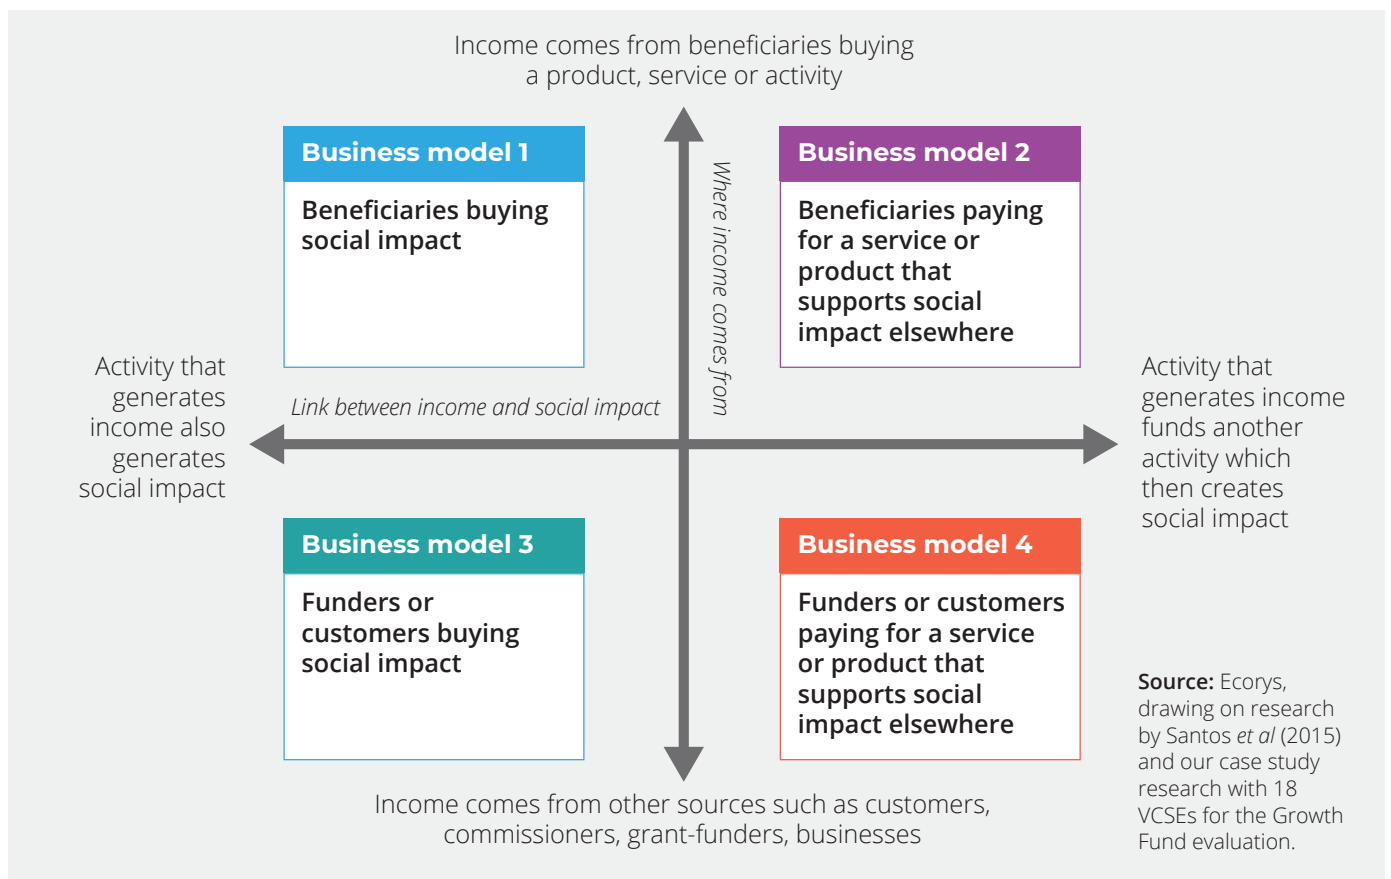 Income comes from beneficiaries buying
a product, service or activity
Business model 1
Beneficiaries buying
social impact
Where income comes from
Business model 2
Beneficiaries paying
for a service or
product that
supports social
impact elsewhere
Activity that
generates
income also
generates
social impact
Link between income and social impact
Activity that
generates income
funds another
activity which
then creates
social impact
Business model 3
Funders or
customers buying
social impact
Business model 4
Funders or customers
paying for a service
or product that
supports social
impact elsewhere
Income comes from other sources such as customers,
commissioners, grant-funders, businesses
Source: Ecorys,
drawing on research
by Santos et al (2015)
and our case study
research with 18
VCSEs for the Growth
Fund evaluation.